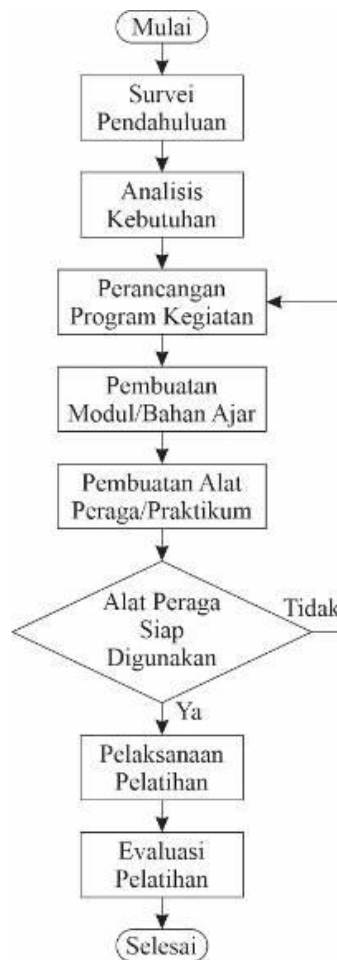 Mulai
Survei
Pendahuluan
Analisis
Kebutuhan
Perancangan
Program Kegiatan
Pembuatan
Modul/Bahan Ajar
Pembuatan Alat
Peraga/Praktikum
Alat Peraga
Siap
Digunakan
Tidak
Ya
Pelaksanaan
Pelatihan
Evaluasi
Pelatihan
Selesai